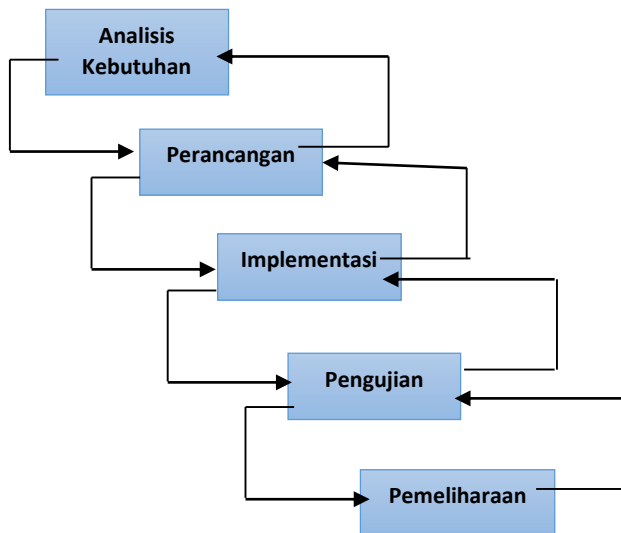 Analisis
Kebutuhan
Perancangan
Implementasi
Pengujian
Pemeliharaan